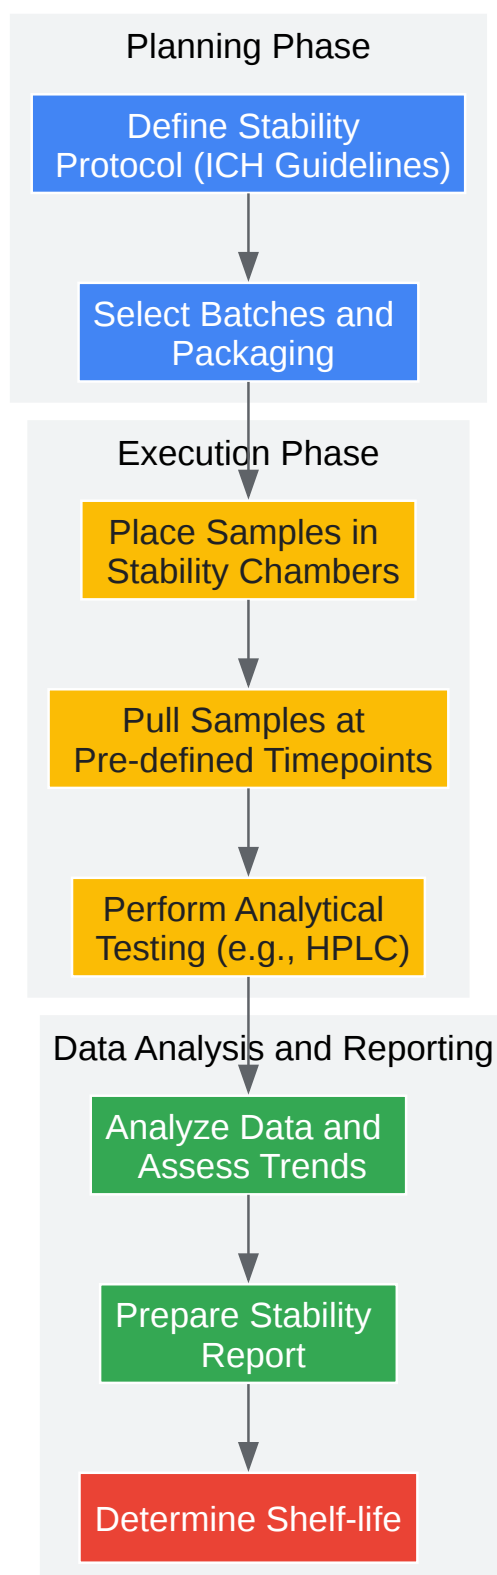 Planning Phase
Define Stability
Protocol (ICH Guidelines)
Select Batches and
Packaging
Execution Phase
Place Samples in
Stability Chambers
Pull Samples at
Pre-defined Timepoints
Perform Analytical
Testing (e.g., HPLC)
Data Analysis and Reporting
Analyze Data and
Assess Trends
Prepare Stability
Report
Determine Shelf-life